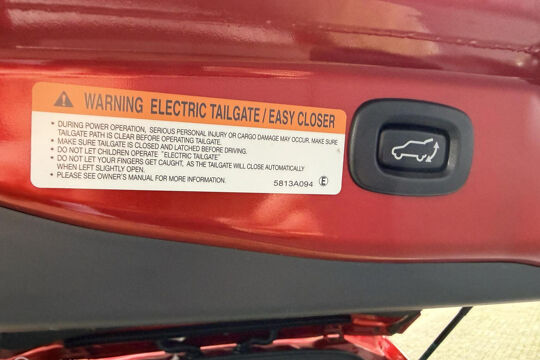 WARNING ELECTRIC TAILGATE / EASY CLOSER
• DURING POWER OPERATION, SERIOUS PERSONAL INJURY OR CARGO DAMAGE MAY OCCUR. MAKE SURE
TAILGATE PATH IS CLEAR BEFORE OPERATING TAILGATE.
• MAKE SURE TAILGATE IS CLOSED AND LATCHED BEFORE DRIVING.
• DO NOT LET CHILDREN OPERATE "ELECTRIC TAILGATE"
• DO NOT LET YOUR FINGERS GET CAUGHT, AS THE TAILGATE WILL CLOSE AUTOMATICALLY
WHEN LEFT SLIGHTLY OPEN.
• PLEASE SEE OWNER'S MANUAL FOR MORE INFORMATION.
5813A094 Ⓔ